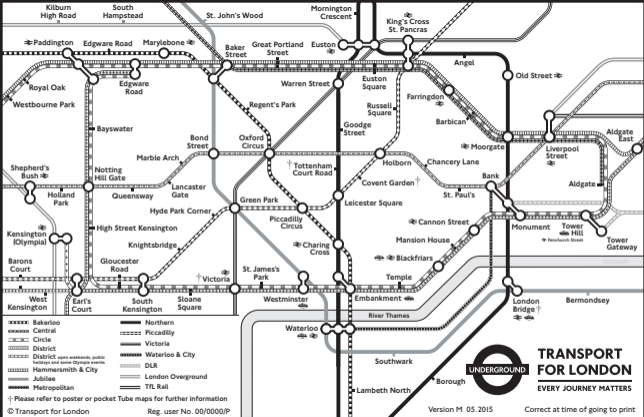 Kilburn
High Road
South
Hampstead
St. John's Wood
Mornington
Crescent
King's Cross
St. Pancras
Paddington
Edgware Road
Marylebone
Baker
Street
Great Portland
Street
Euston
Angel
Old Street
Royal Oak
Westbourne Park
Edgware
Road
Warren Street
Euston
Square
Farringdon
Regent's Park
Russell
Square
Barbican
Bayswater
Goodge
Street
Moorgate
Liverpool
Street
Aldgate
East
Bond
Street
Oxford
Circus
Marble Arch
Tottenham
Court Road
Holborn
Chancery Lane
Shepherd's
Bush
Notting
Hill Gate
Holland
Park
Queensway
Lancaster
Gate
Covent Garden
St. Paul's
Bank
Aldgate
Leicester Square
Hyde Park Corner
Green Park
Piccadilly
Circus
Cannon Street
Monument
Tower
Hill
Fenchurch Street
Tower
Gateway
Kensington
(Olympia)
High Street Kensington
Knightsbridge
Charing
Cross
Mansion House
Blackfriars
Barons
Court
Gloucester
Road
Victoria
St. James's
Park
Temple
West
Kensington
Earl's
Court
South
Kensington
Sloane
Square
Westminster
Embankment
London
Bridge
Bermondsey
River Thames
Waterloo
Southwark
Lambeth North
Borough
Bakerloo
Central
Circle
District
District open weekends, public
holidays and some Olympia events
Hammersmith & City
Jubilee
Metropolitan
Northern
Piccadilly
Victoria
Waterloo & City
DLR
London Overground
TfL Rail
† Please refer to poster or pocket Tube maps for further information
© Transport for London
Reg. user No. 00/0000/P
UNDERGROUND
TRANSPORT
FOR LONDON
EVERY JOURNEY MATTERS
Version M 05.2015
Correct at time of going to print